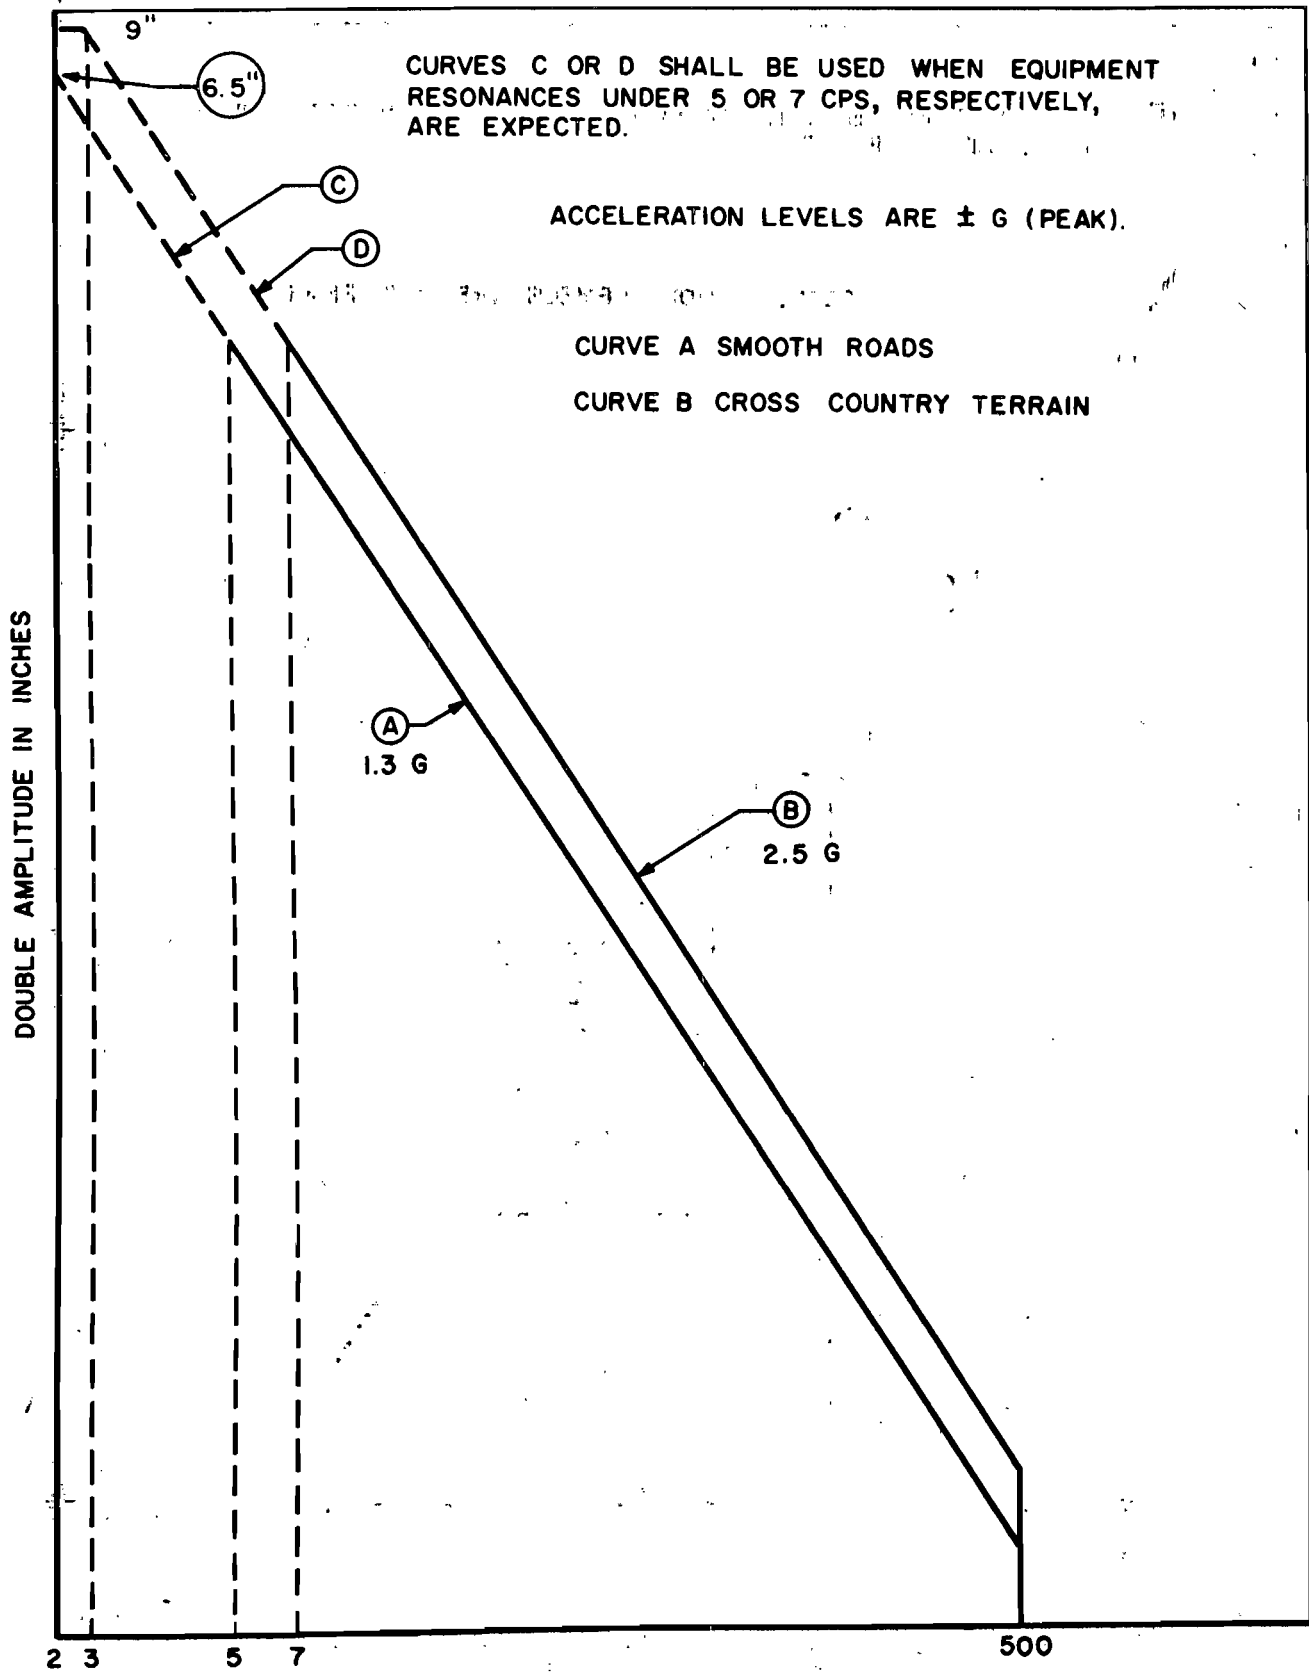 9"
6.5"
CURVES C OR D SHALL BE USED WHEN EQUIPMENT
RESONANCES UNDER 5 OR 7 CPS, RESPECTIVELY,
ARE EXPECTED.
C
ACCELERATION LEVELS ARE ± G (PEAK).
D
CURVE A SMOOTH ROADS
CURVE B CROSS COUNTRY TERRAIN
DOUBLE AMPLITUDE IN INCHES
A
1.3 G
B
2.5 G
2 3 5 7 500